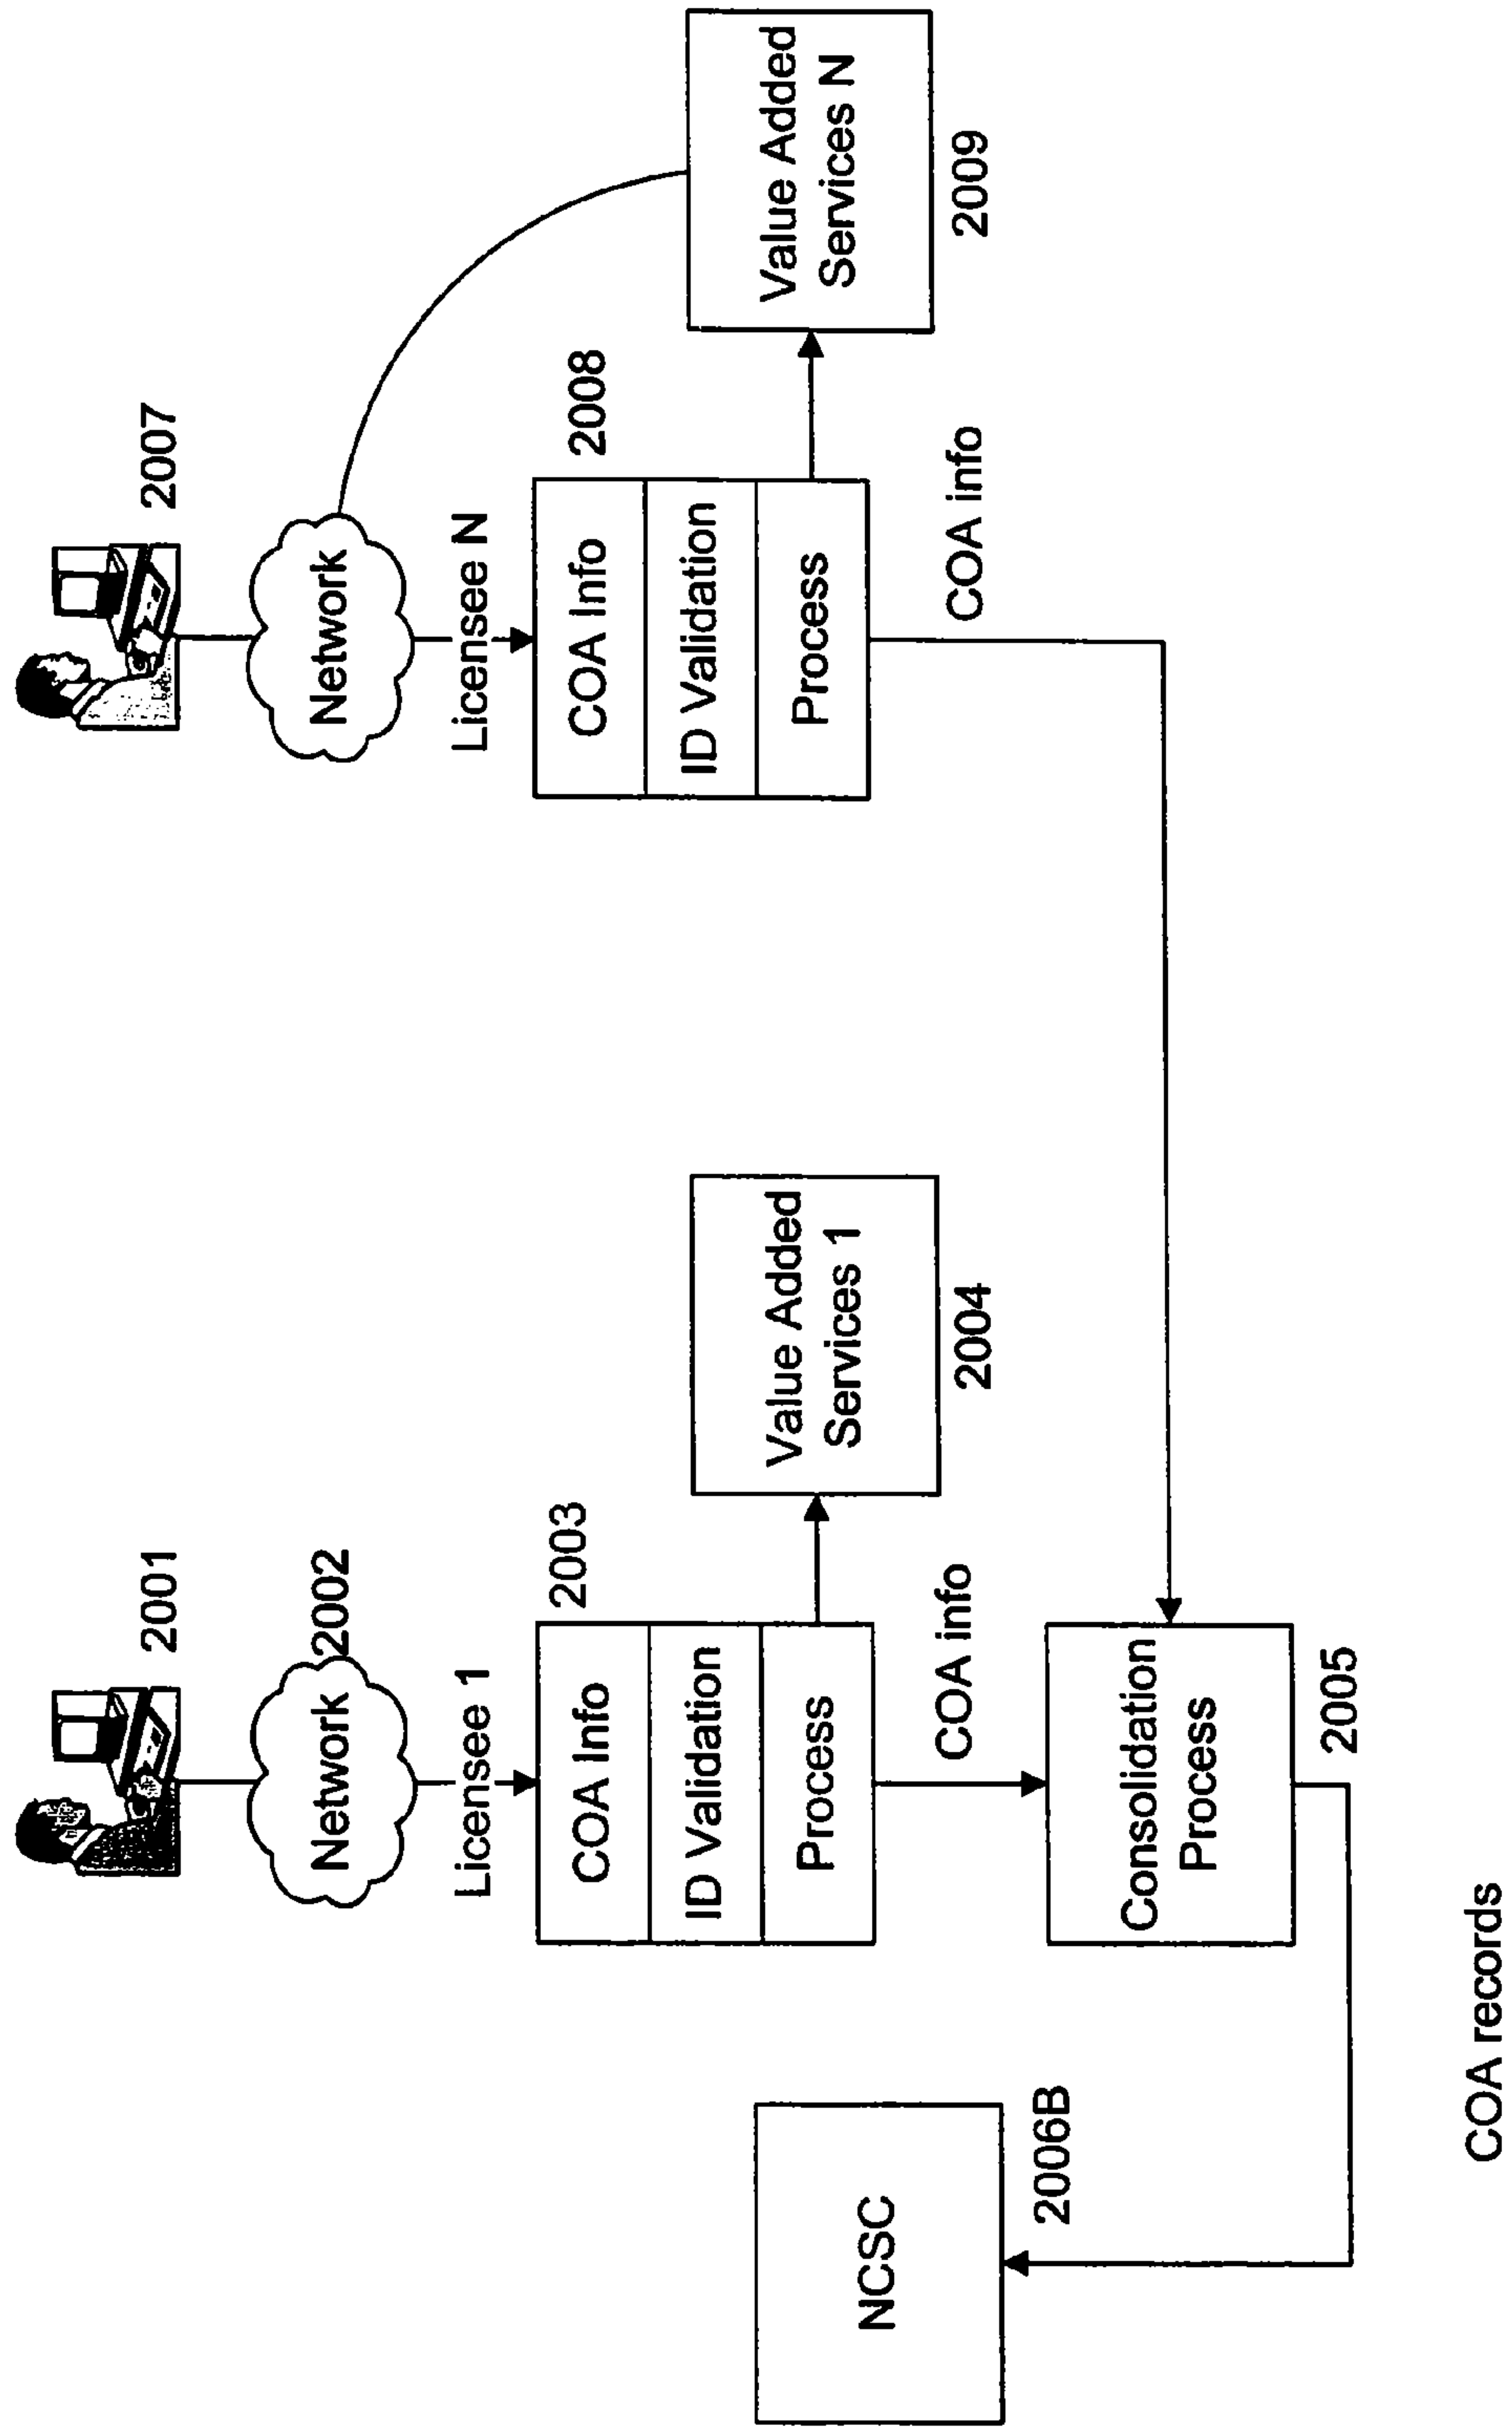 2001
Network
2002
Licensee 1
2003
COA Info
ID Validation
Process
Value Added
Services 1
2004
COA info
Consolidation
Process
2005
NCSC
2006B
COA records
2007
Network
Licensee N
2008
COA Info
ID Validation
Process
Value Added
Services N
2009
COA info